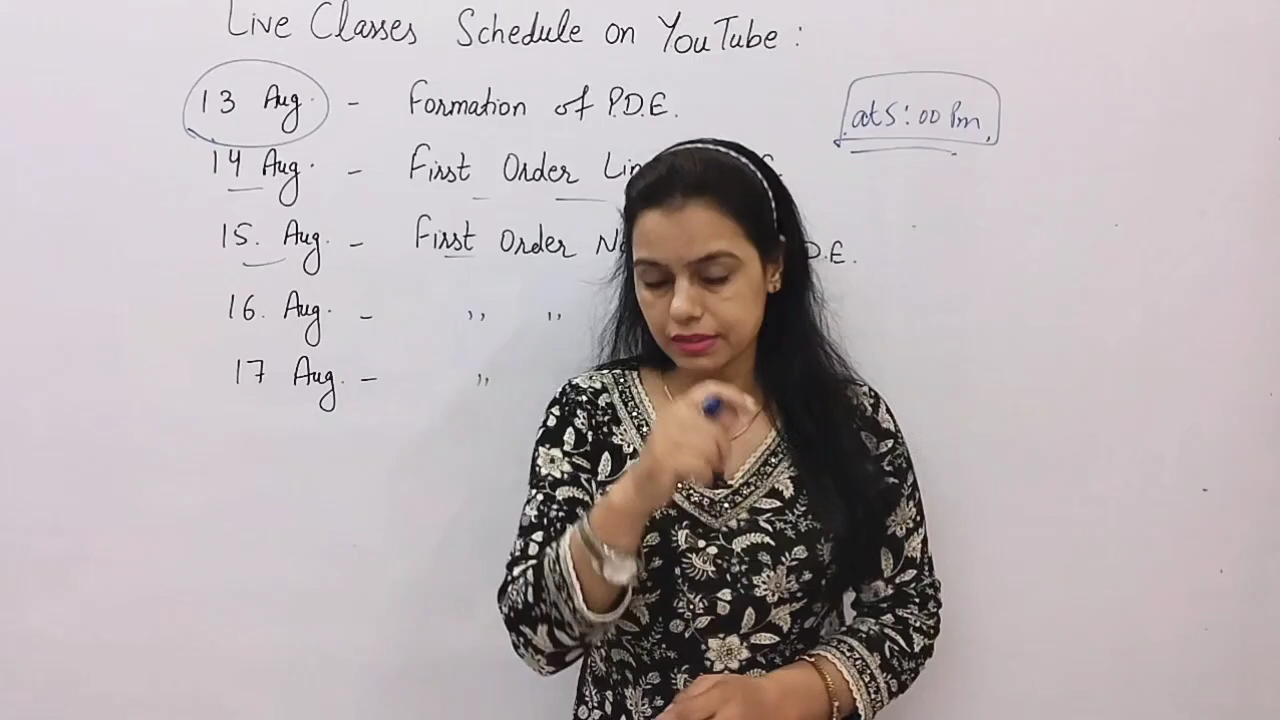 Live Classes Schedule on YouTube :
13 Aug. - Formation of P.D.E.
at 5:00 Pm
14 Aug. - First Order
15. Aug. - First Order D.E.
16. Aug. - " "
17 Aug. - "